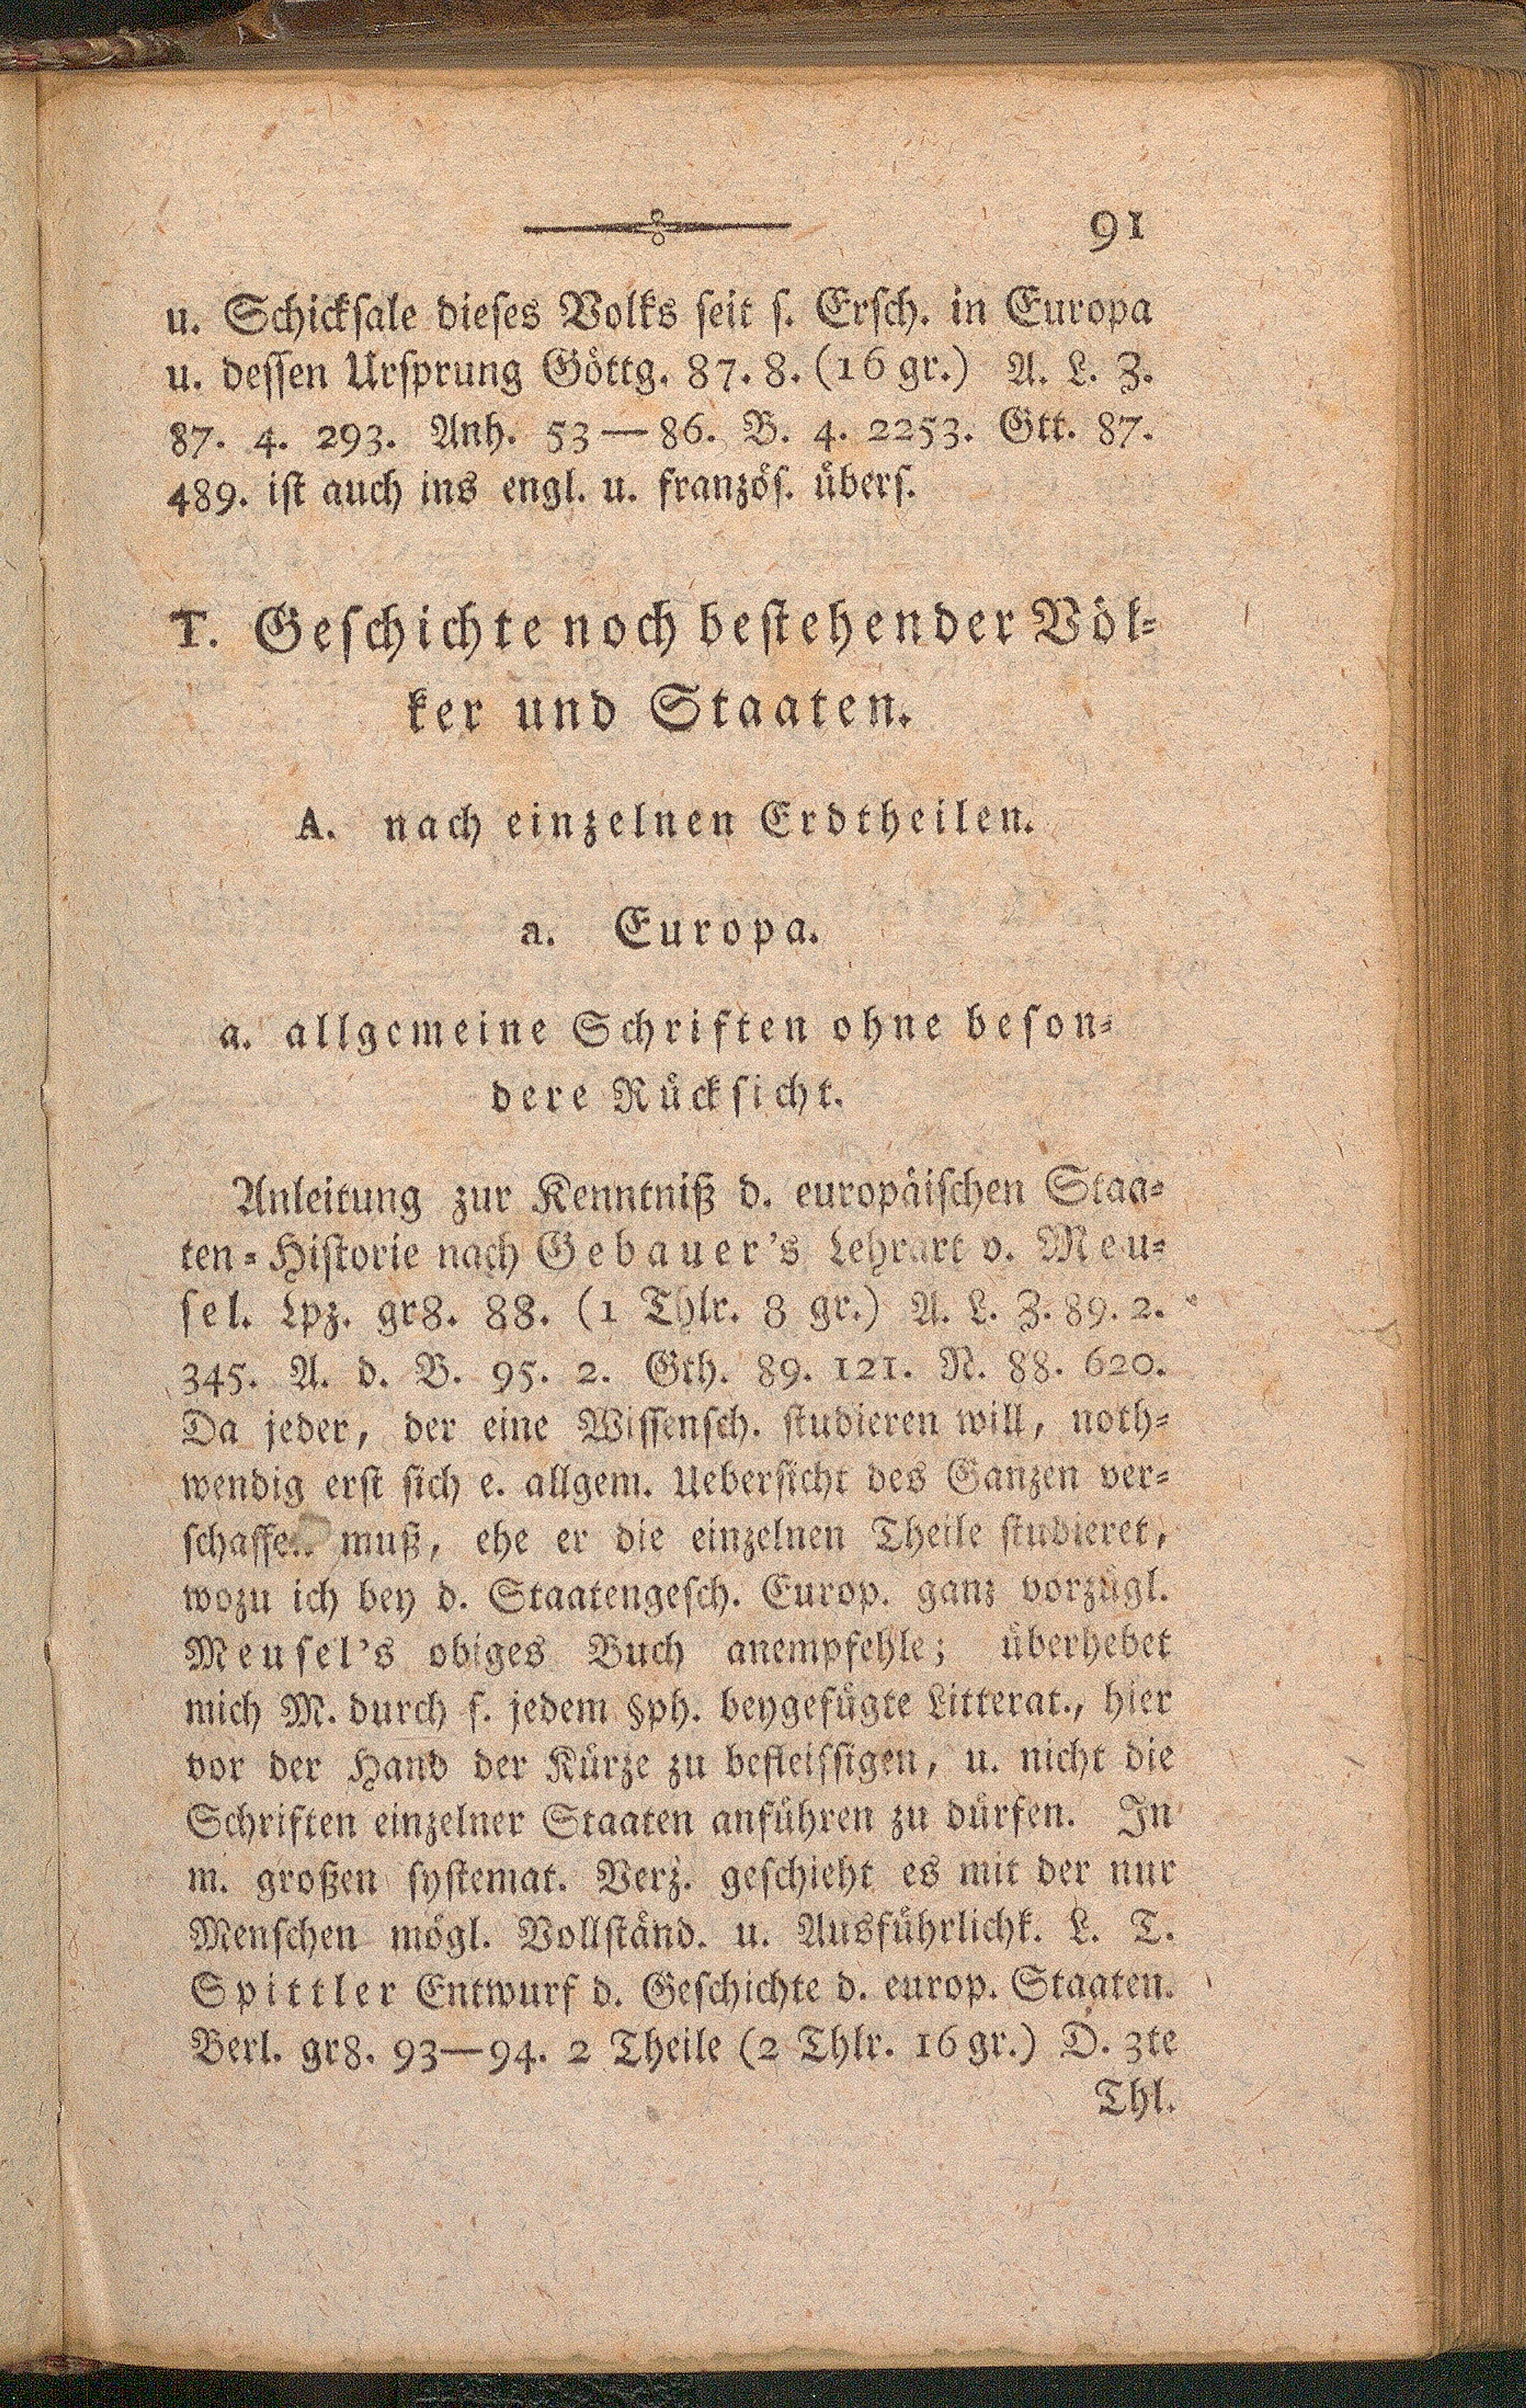 91
u. Schicksale dieses Volks seit s. Ersch. in Europa
u. dessen Ursprung Göttg. 87. 8. (16 gr.) A. L. Z.
87. 4. 293. Anh. 53—86. B. 4. 2253. Gtt. 87.
489. ist auch ins engl. u. französ. übers.
T. Geschichte noch bestehender Völ-
ker und Staaten.
A. nach einzelnen Erdtheilen.
a. Europa.
a. allgemeine Schriften ohne beson-
dere Rücksicht.
Anleitung zur Kenntniß d. europäischen Staa-
ten-Historie nach Gebauer's Lehrart v. Meu-
sel. Lpz. gr8. 88. (1 Thlr. 8 gr.) A. L. Z. 89. 2.
345. A. d. B. 95. 2. Gth. 89. 121. N. 88. 620.
Da jeder, der eine Wissensch. studieren will, noth-
wendig erst sich e. allgem. Uebersicht des Ganzen ver-
schaffen muß, ehe er die einzelnen Theile studieret,
wozu ich bey d. Staatengesch. Europ. ganz vorzügl.
Meusel's obiges Buch anempfehle; überhebet
mich M. durch s. jedem §ph. beygefügte Litterat., hier
vor der Hand der Kürze zu befleissigen, u. nicht die
Schriften einzelner Staaten anführen zu dürfen. In
m. großen systemat. Verz. geschieht es mit der nur
Menschen mögl. Vollständ. u. Ausführlichk. L. T.
Spittler Entwurf d. Geschichte d. europ. Staaten.
Berl. gr8. 93—94. 2 Theile (2 Thlr. 16 gr.) D. 3te
Thl.